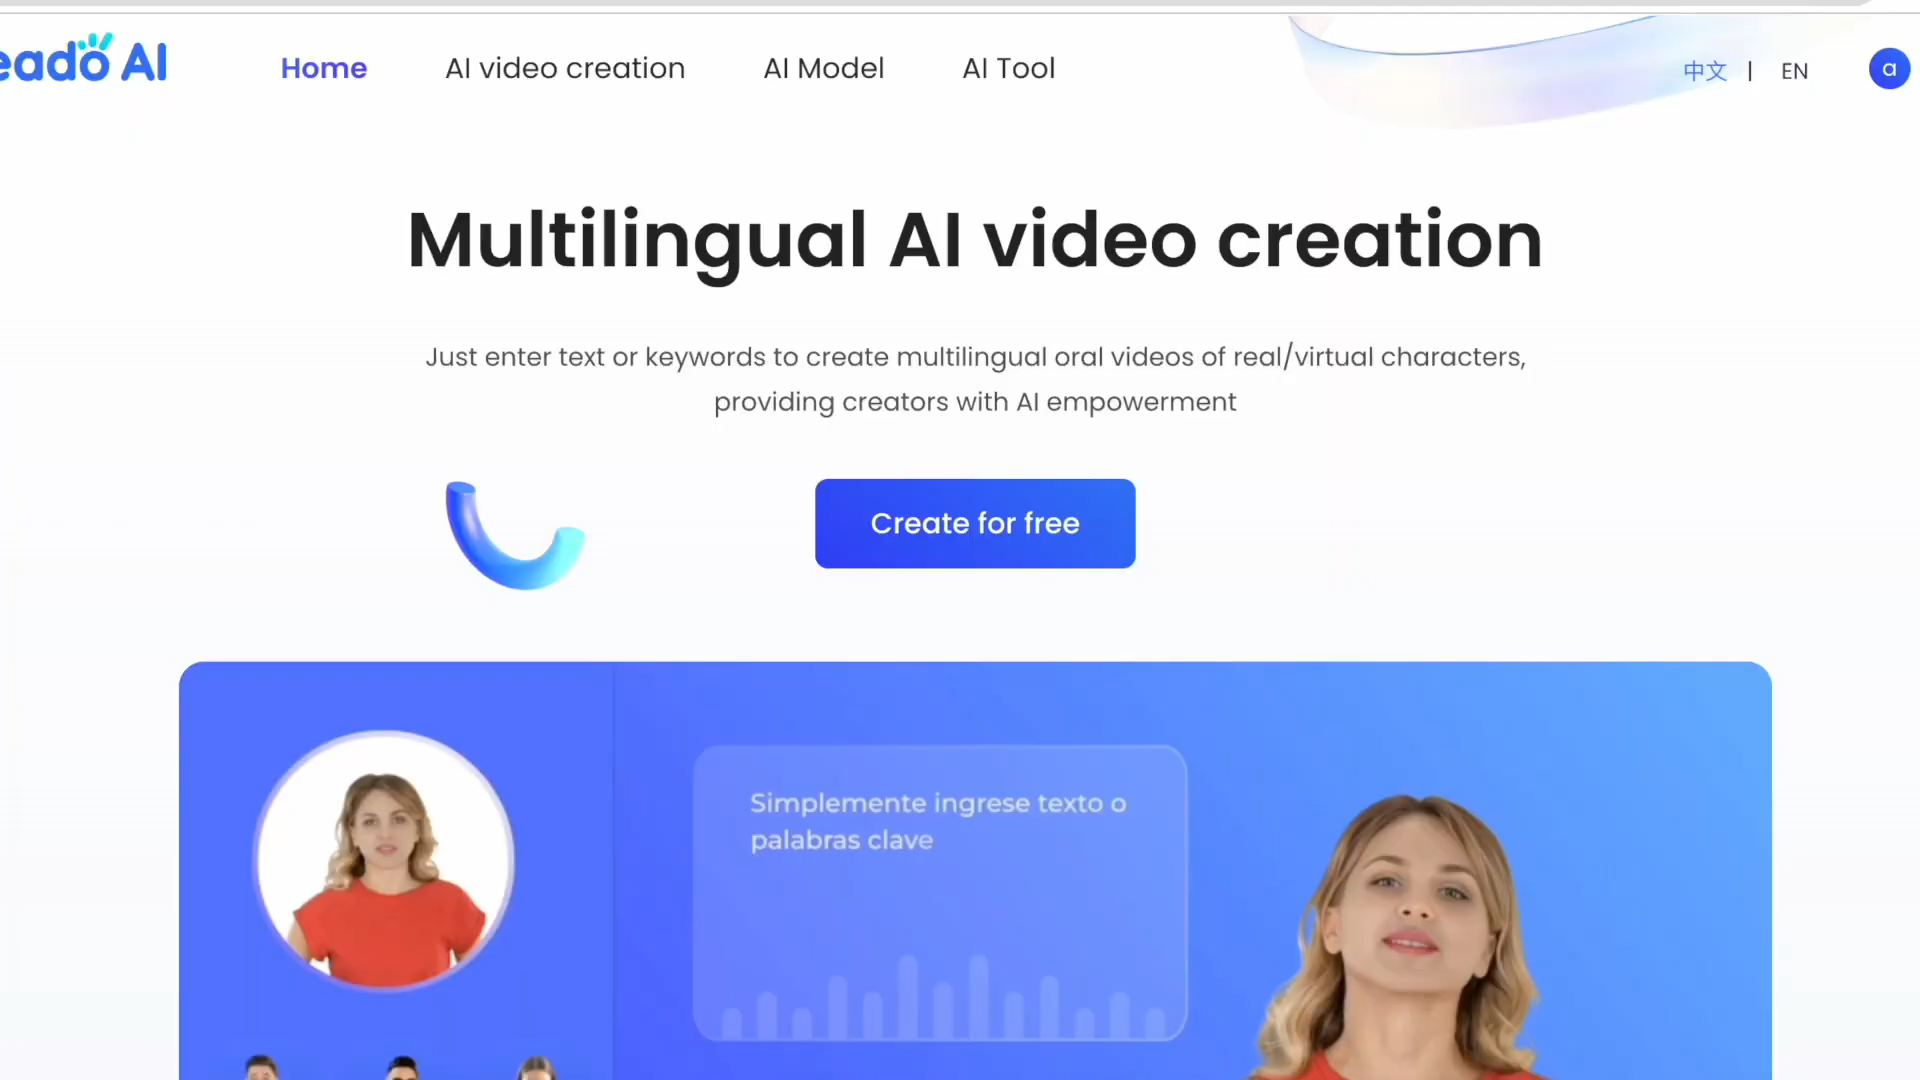 eado AI
Home
AI video creation
AI Model
AI Tool
中文 | EN
a
Multilingual AI video creation
Just enter text or keywords to create multilingual oral videos of real/virtual characters,
providing creators with AI empowerment
Create for free
Simplemente ingrese texto o
palabras clave